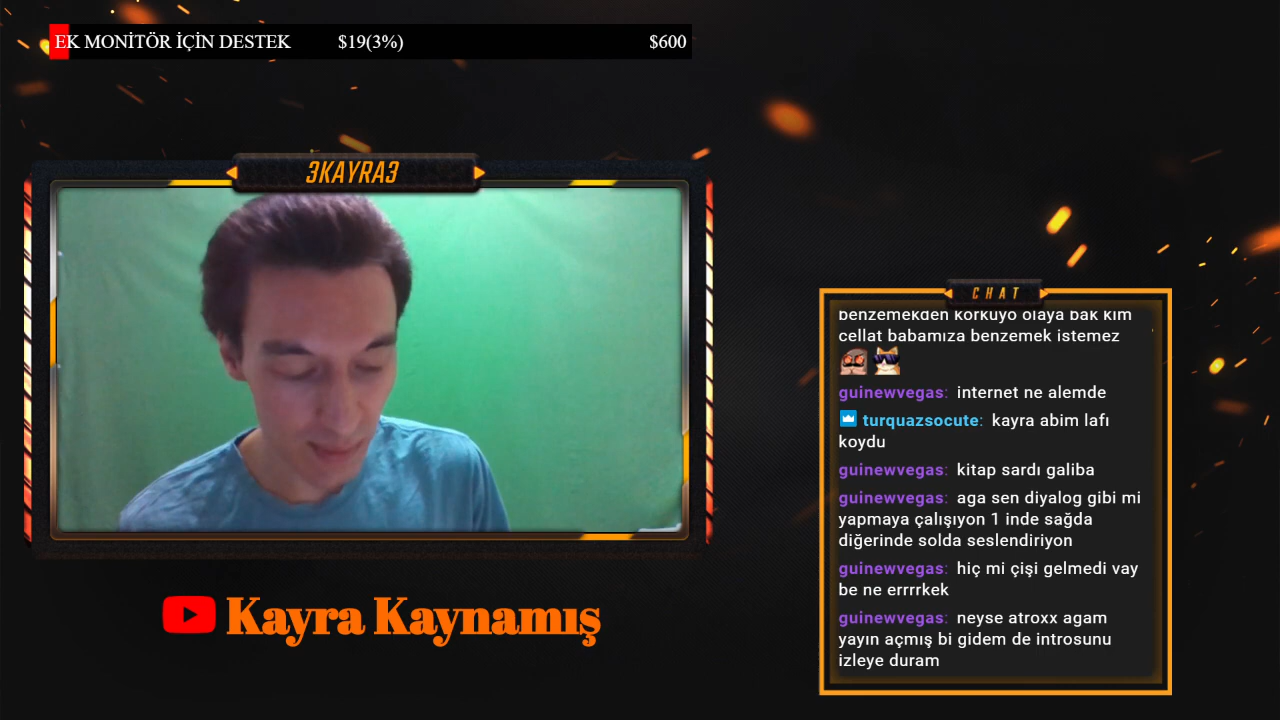 EK MONİTÖR İÇİN DESTEK $19(3%) $600
3KAYRA3
CHAT
benzemekden korkuyo olaya bak kim
cellat babamıza benzemek istemez
guinewvegas: internet ne alemde
turquazsocute: kayra abim lafı
koydu
guinewvegas: kitap sardı galiba
guinewvegas: aga sen diyalog gibi mi
yapmaya çalışıyon 1 inde sağda
diğerinde solda seslendiriyon
guinewvegas: hiç mi çişi gelmedi vay
be ne errrrkek
guinewvegas: neyse atroxx agam
yayın açmış bi gidem de introsunu
izleye duram
Kayra Kaynamış